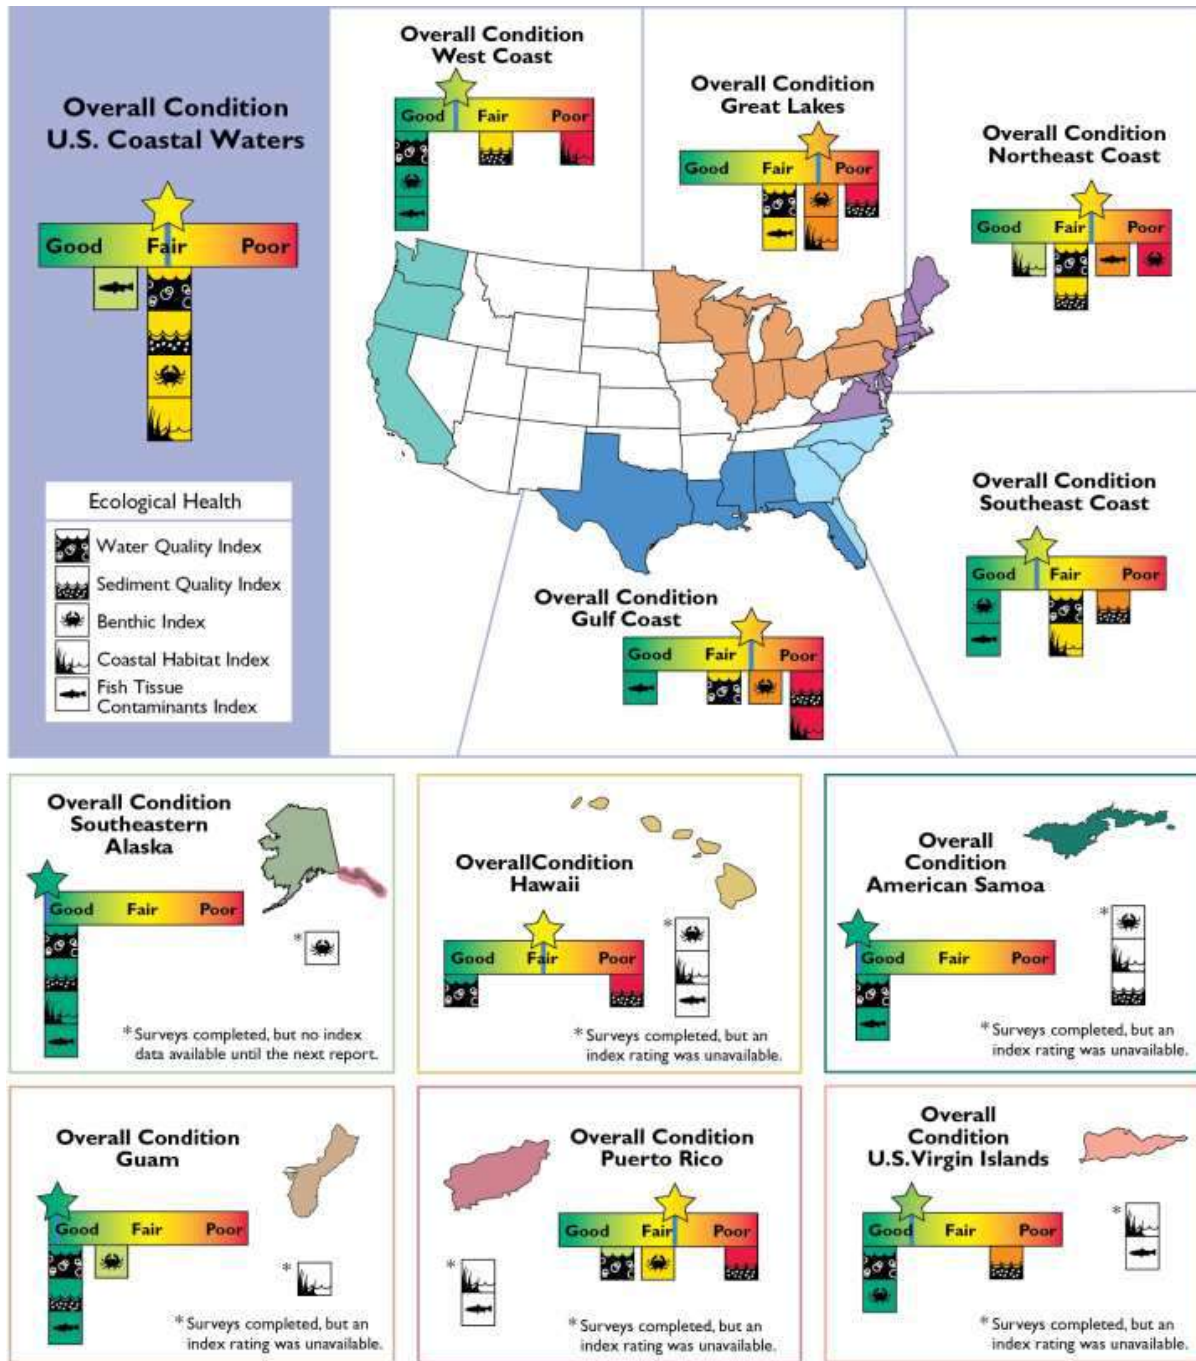 Overall Condition
U.S. Coastal Waters
Good Fair Poor
Ecological Health
Water Quality Index
Sediment Quality Index
Benthic Index
Coastal Habitat Index
Fish Tissue
Contaminants Index
Overall Condition
West Coast
Good Fair Poor
Overall Condition
Great Lakes
Good Fair Poor
Overall Condition
Northeast Coast
Good Fair Poor
Overall Condition
Southeast Coast
Good Fair Poor
Overall Condition
Gulf Coast
Good Fair Poor
Overall Condition
Southeastern
Alaska
Good Fair Poor
*
* Surveys completed, but no index
data available until the next report.
OverallCondition
Hawaii
Good Fair Poor
*
* Surveys completed, but an
index rating was unavailable.
Overall
Condition
American Samoa
Good Fair Poor
*
* Surveys completed, but an
index rating was unavailable.
Overall Condition
Guam
Good Fair Poor
*
* Surveys completed, but an
index rating was unavailable.
Overall Condition
Puerto Rico
Good Fair Poor
*
* Surveys completed, but an
index rating was unavailable.
Overall
Condition
U.S. Virgin Islands
Good Fair Poor
*
* Surveys completed, but an
index rating was unavailable.